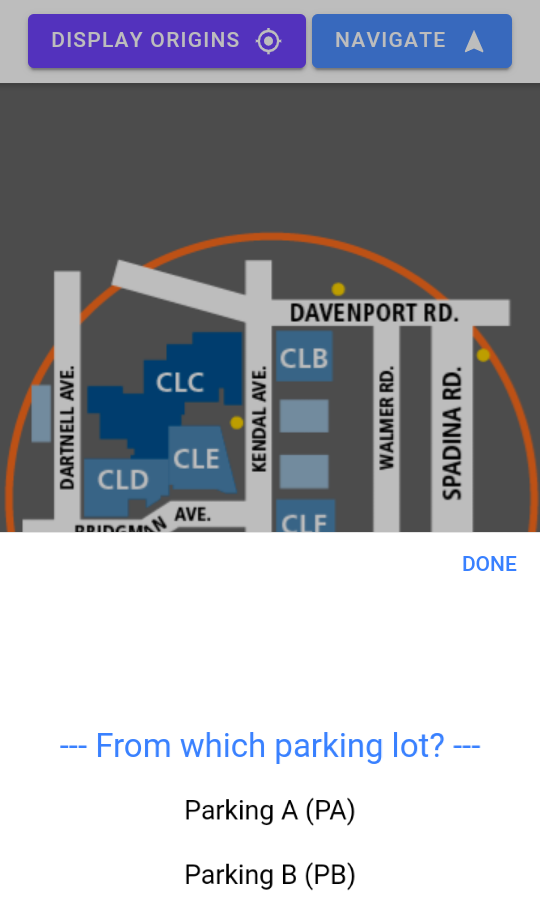 DISPLAY ORIGINS
NAVIGATE
DAVENPORT RD.
CLB
CLC
DARTNELL AVE.
KENDAL AVE.
WALMER RD.
SPADINA RD.
CLE
CLD
BRIDGMAN AVE.
CLF
DONE
--- From which parking lot? ---
Parking A (PA)
Parking B (PB)